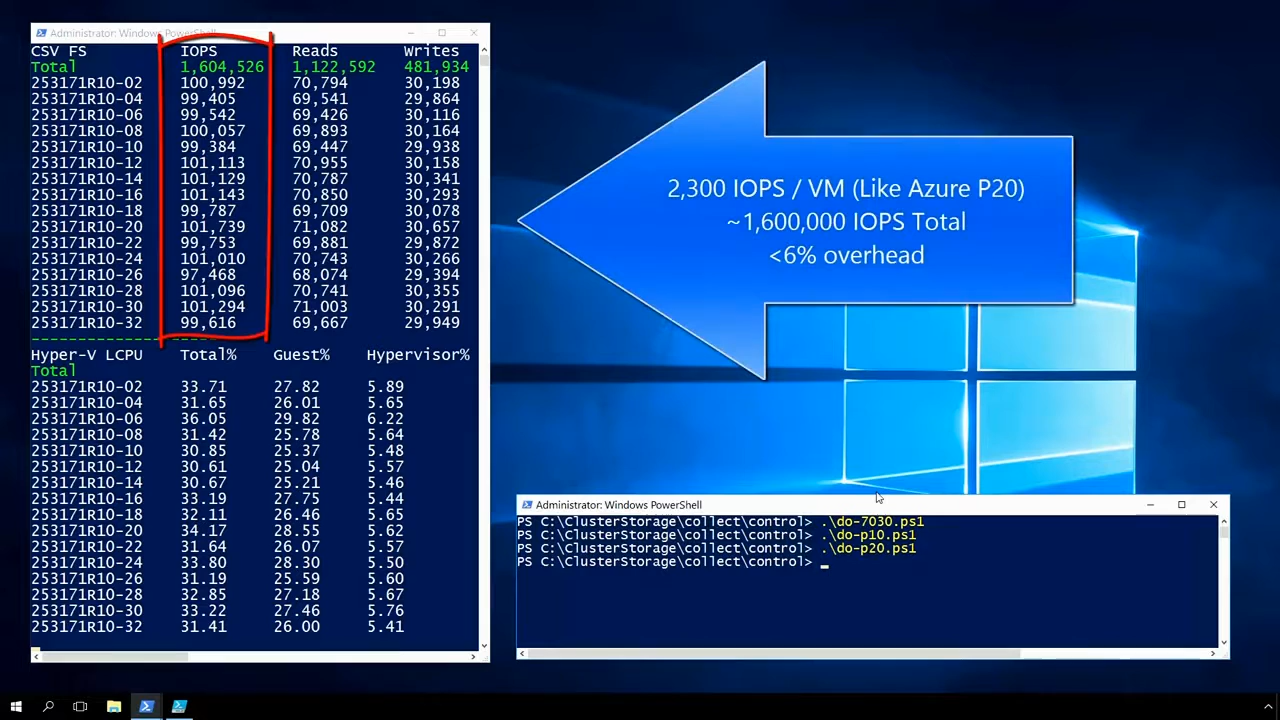 Administrator: Windows PowerShell
CSV FS IOPS Reads Writes
Total 1,604,526 1,122,592 481,934
253171R10-02 100,992 70,794 30,198
253171R10-04 99,405 69,541 29,864
253171R10-06 99,542 69,426 30,116
253171R10-08 100,057 69,893 30,164
253171R10-10 99,384 69,447 29,938
253171R10-12 101,113 70,955 30,158
253171R10-14 101,129 70,787 30,341
253171R10-16 101,143 70,850 30,293
253171R10-18 99,787 69,709 30,078
253171R10-20 101,739 71,082 30,657
253171R10-22 99,753 69,881 29,872
253171R10-24 101,010 70,743 30,266
253171R10-26 97,468 68,074 29,394
253171R10-28 101,096 70,741 30,355
253171R10-30 101,294 71,003 30,291
253171R10-32 99,616 69,667 29,949
Hyper-V LCPU Total% Guest% Hypervisor%
Total
253171R10-02 33.71 27.82 5.89
253171R10-04 31.65 26.01 5.65
253171R10-06 36.05 29.82 6.22
253171R10-08 31.42 25.78 5.64
253171R10-10 30.85 25.37 5.48
253171R10-12 30.61 25.04 5.57
253171R10-14 30.67 25.21 5.46
253171R10-16 33.19 27.75 5.44
253171R10-18 32.11 26.46 5.65
253171R10-20 34.17 28.55 5.62
253171R10-22 31.64 26.07 5.57
253171R10-24 33.80 28.30 5.50
253171R10-26 31.19 25.59 5.60
253171R10-28 32.85 27.18 5.67
253171R10-30 33.22 27.46 5.76
253171R10-32 31.41 26.00 5.41
2,300 IOPS / VM (Like Azure P20)
~1,600,000 IOPS Total
<6% overhead
Administrator: Windows PowerShell
PS C:\ClusterStorage\collect\control> .\do-7030.ps1
PS C:\ClusterStorage\collect\control> .\do-p10.ps1
PS C:\ClusterStorage\collect\control> .\do-p20.ps1
PS C:\ClusterStorage\collect\control> _